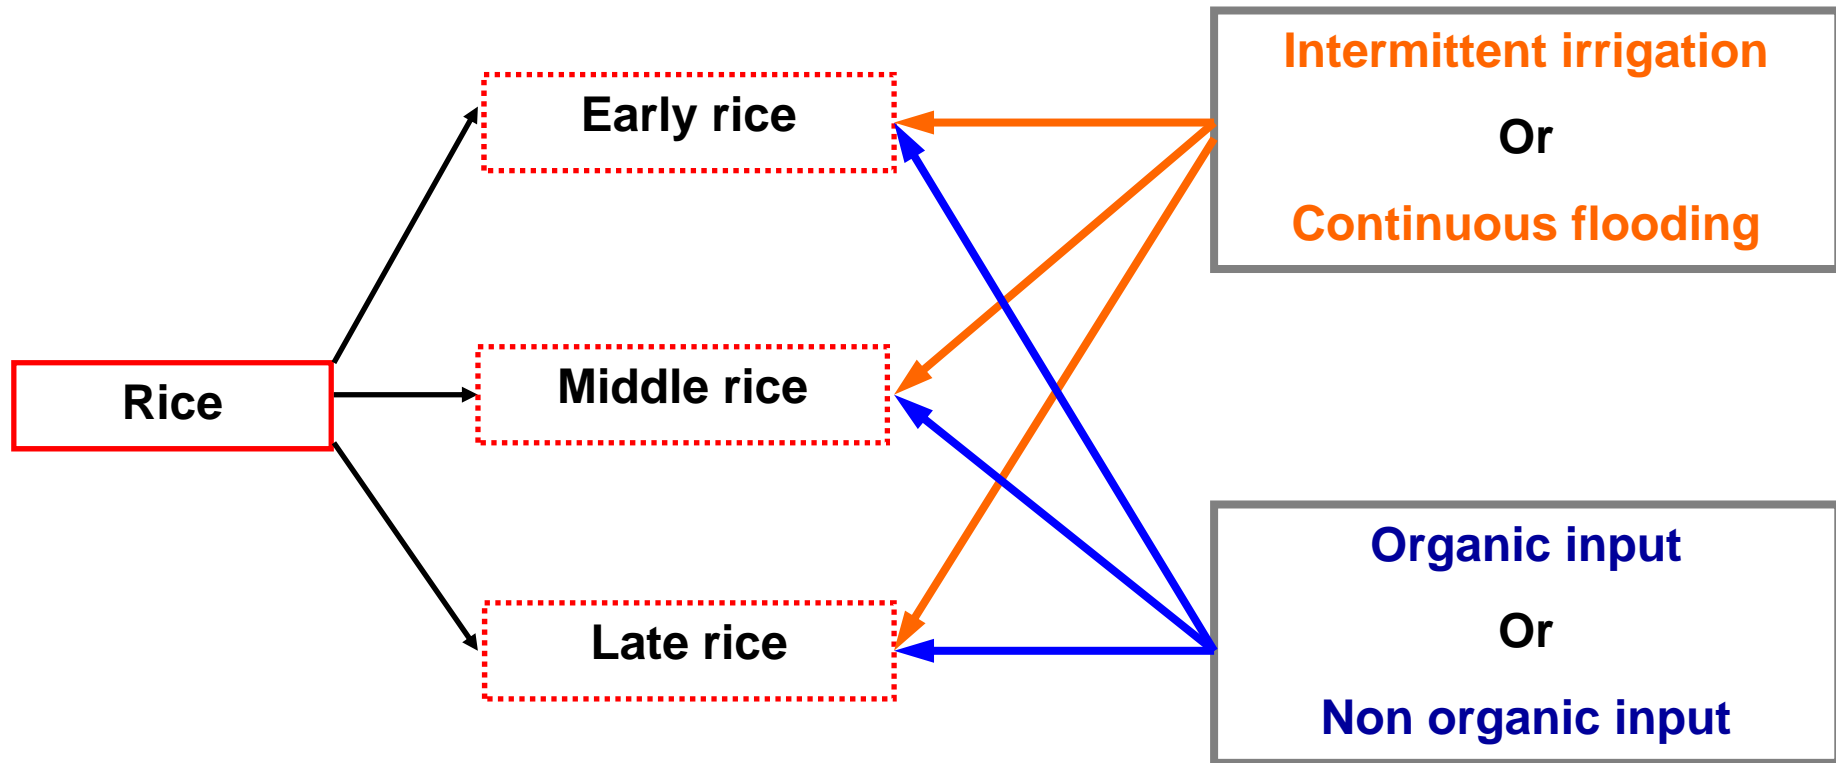 Rice
Early rice
Middle rice
Late rice
Intermittent irrigation
Or
Continuous flooding
Organic input
Or
Non organic input